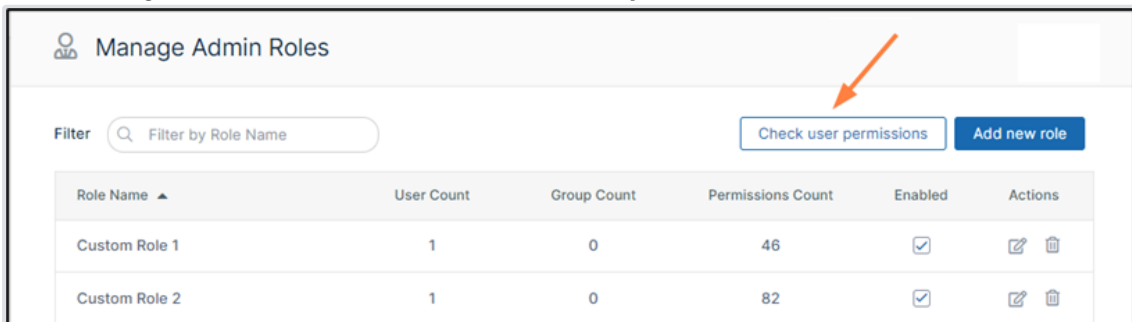 Manage Admin Roles
Filter Filter by Role Name Check user permissions Add new role
Role Name User Count Group Count Permissions Count Enabled Actions
Custom Role 1 1 0 46
Custom Role 2 1 0 82